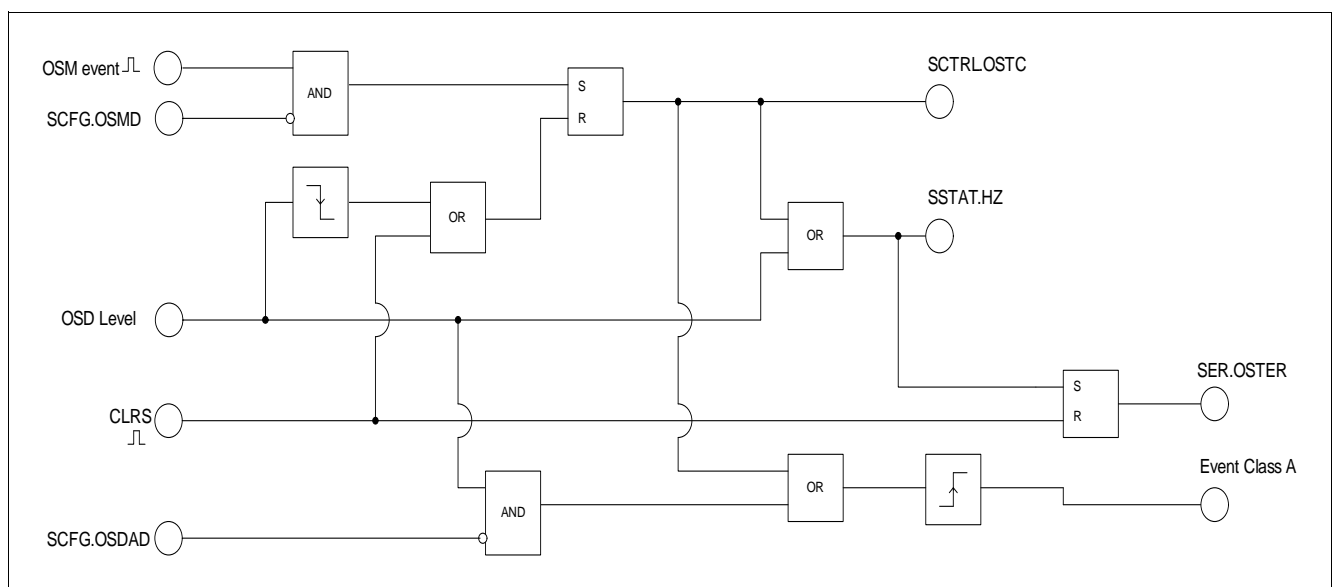 OSM event
SCFG.OSMD
AND
S
R
SCTRL.OSTC
OR
OR
SSTAT.HZ
OSD Level
CLRS
S
R
SER.OSTER
AND
OR
Event Class A
SCFG.OSDAD